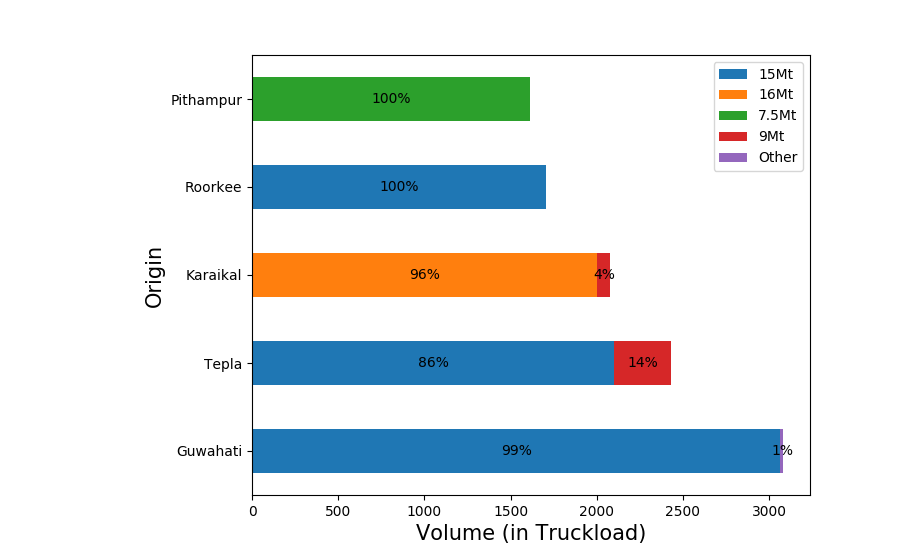 15Mt
16Mt
7.5Mt
9Mt
Other
Pithampur
100%
Roorkee
100%
Karaikal
96%
4%
Tepla
86%
14%
Guwahati
99%
1%
Origin
0 500 1000 1500 2000 2500 3000
Volume (in Truckload)